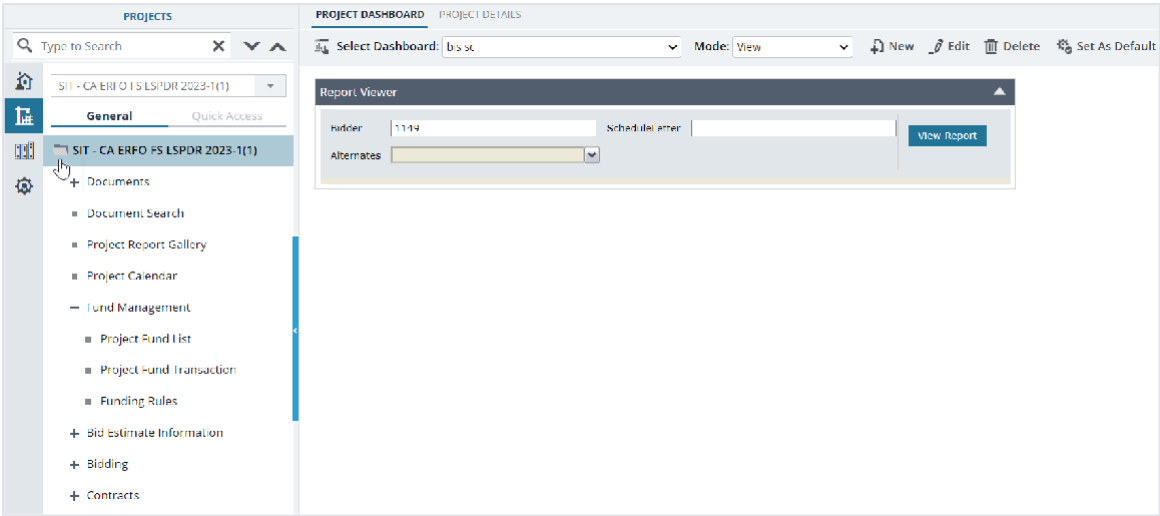 PROJECTS
Type to Search
SIT - CA ERFO FS LSPDR 2023-1(1)
General Quick Access
SIT - CA ERFO FS LSPDR 2023-1(1)
Documents
Document Search
Project Report Gallery
Project Calendar
Fund Management
Project Fund List
Project Fund Transaction
Funding Rules
Bid Estimate Information
Bidding
Contracts
PROJECT DASHBOARD PROJECT DETAILS
Select Dashboard: bis sc Mode: View New Edit Delete Set As Default
Report Viewer
Bidder 1149 ScheduleLetter View Report
Alternates